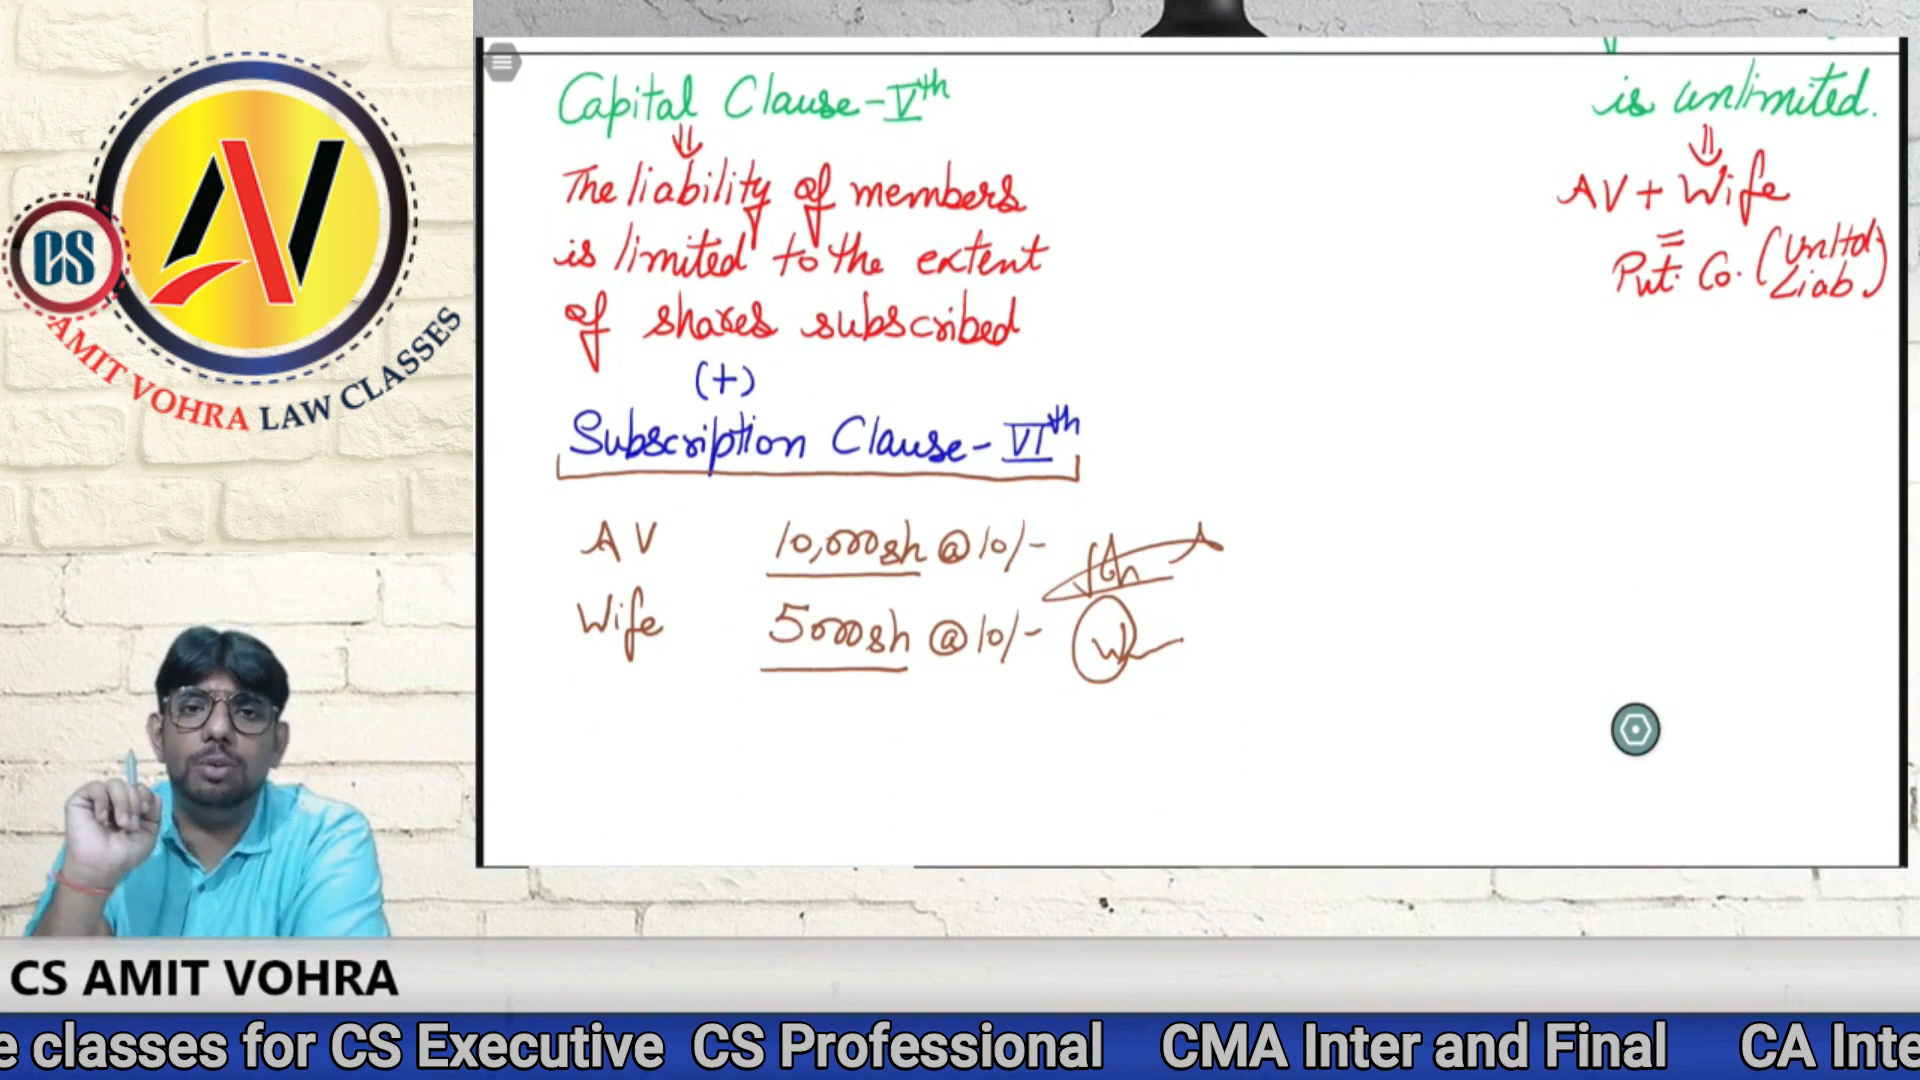 AV
CS
AMIT VOHRA LAW CLASSES
Capital Clause - Vth
The liability of members
is limited to the extent
of shares subscribed
(+)
Subscription Clause - VIth
AV 10,000sh @10/-
Wife 5000sh @10/-
is unlimited.
AV + Wife
=
Pvt. Co. (Unltd.
Liab.)
CS AMIT VOHRA
e classes for CS Executive CS Professional CMA Inter and Final CA Inte